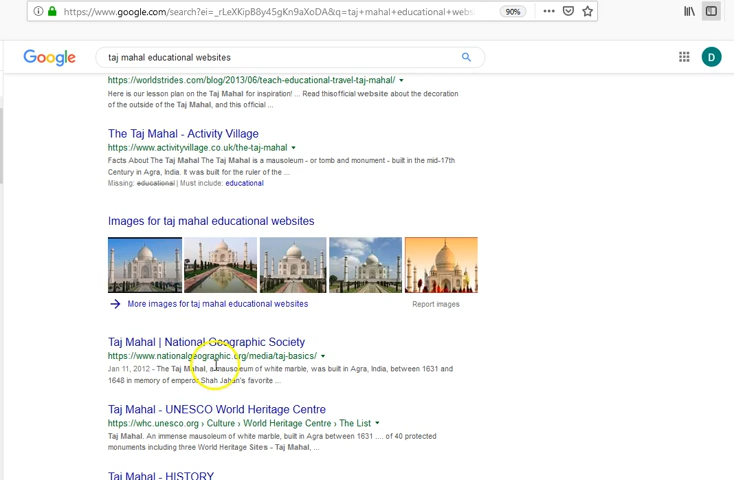 https://www.google.com/search?ei=_rLeXKipB8y45gKn9aXoDA&q=taj+mahal+educational+webs
90%
Google
taj mahal educational websites
D
https://worldstrides.com/blog/2013/06/teach-educational-travel-taj-mahal/
Here is our lesson plan on the Taj Mahal for inspiration! ... Read thisofficial website about the decoration
of the outside of the Taj Mahal, and this official ...
The Taj Mahal - Activity Village
https://www.activityvillage.co.uk/the-taj-mahal
Facts About The Taj Mahal The Taj Mahal is a mausoleum - or tomb and monument - built in the mid-17th
Century in Agra, India. It was built for the ruler of the ...
Missing: educational | Must include: educational
Images for taj mahal educational websites
More images for taj mahal educational websites
Report images
Taj Mahal | National Geographic Society
https://www.nationalgeographic.org/media/taj-basics/
Jan 11, 2012 - The Taj Mahal, a mausoleum of white marble, was built in Agra, India, between 1631 and
1648 in memory of emperor Shah Jahan's favorite ...
Taj Mahal - UNESCO World Heritage Centre
https://whc.unesco.org › Culture › World Heritage Centre › The List
Taj Mahal. An immense mausoleum of white marble, built in Agra between 1631 .... of 40 protected
monuments including three World Heritage Sites - Taj Mahal, ...
Taj Mahal - HISTORY